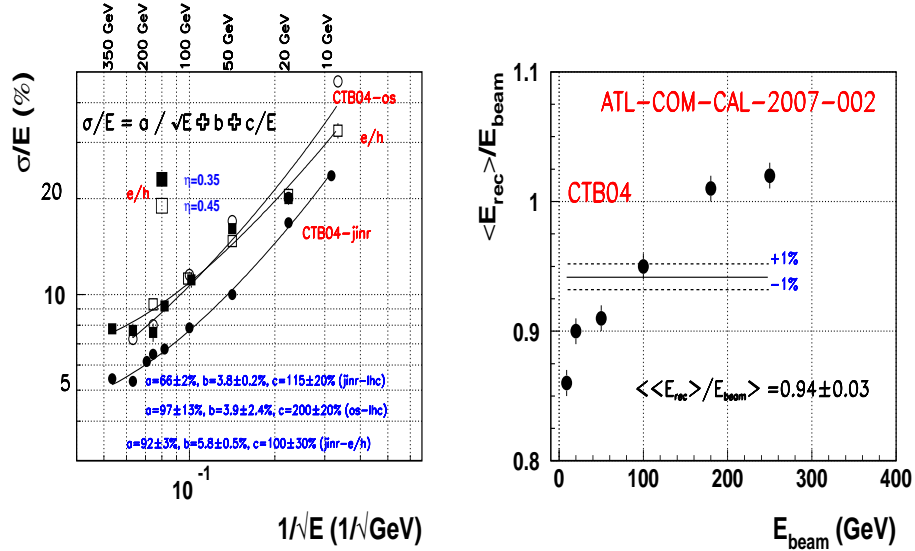 350 GeV
200 GeV
100 GeV
50 GeV
20 GeV
10 GeV
σ/E (%)
CTB04-os
σ/E = a / √E ✚ b ✚ c/E
e/h
e/h
η=0.35
η=0.45
20
CTB04-jinr
10
5
a=66±2%, b=3.8±0.2%, c=115±20% (jinr-lhc)
a=97±13%, b=3.9±2.4%, c=200±20% (os-lhc)
a=92±3%, b=5.8±0.5%, c=100±30% (jinr-e/h)
10⁻¹
1/√E (1/√GeV)
<E_rec>/E_beam
1.1
ATL-COM-CAL-2007-002
1
CTB04
+1%
-1%
0.9
<<E_rec>/E_beam> =0.94±0.03
0.8
0 100 200 300 400
E_beam (GeV)